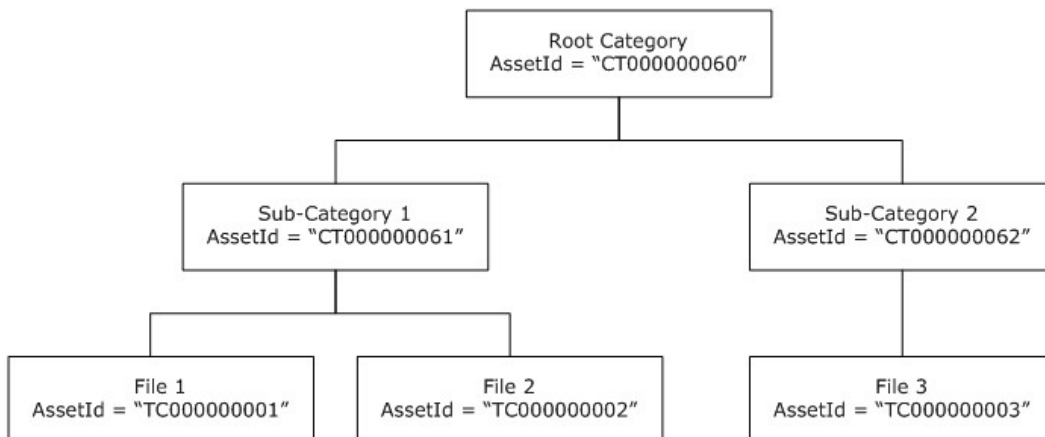 Root Category
AssetId = “CT000000060”
Sub-Category 1
AssetId = “CT000000061”
Sub-Category 2
AssetId = “CT000000062”
File 1
AssetId = “TC000000001”
File 2
AssetId = “TC000000002”
File 3
AssetId = “TC000000003”